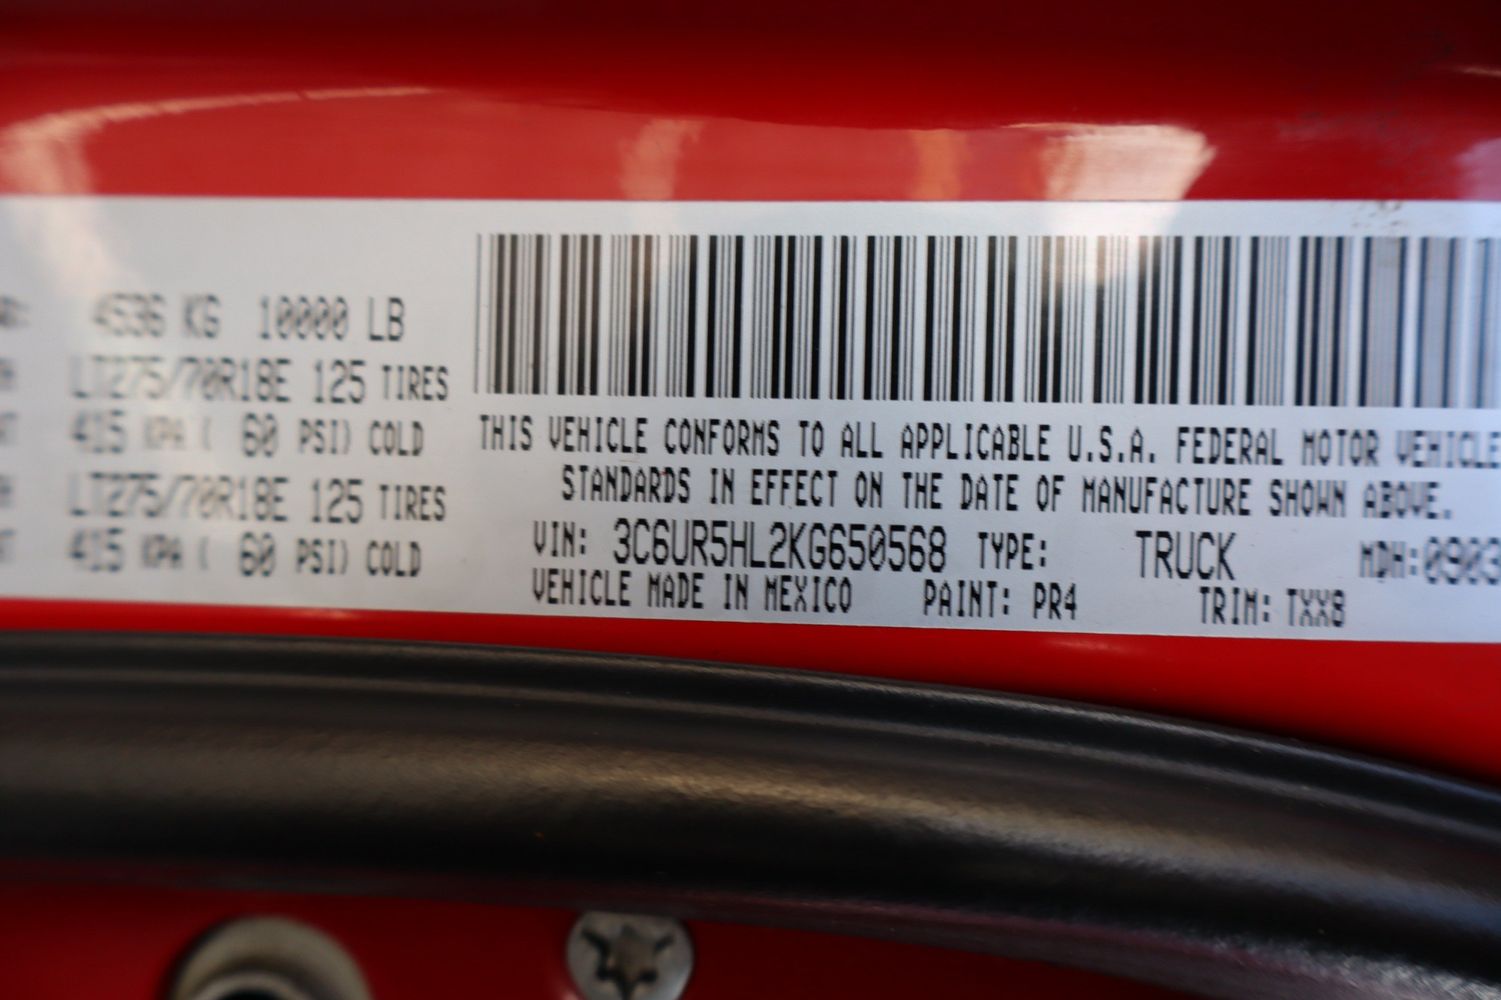 4536 KG 10000 LB
LT275/70R18E 125 TIRES
415 KPA ( 60 PSI) COLD
LT275/70R18E 125 TIRES
415 KPA ( 60 PSI) COLD
THIS VEHICLE CONFORMS TO ALL APPLICABLE U.S.A. FEDERAL MOTOR VEHICLE
STANDARDS IN EFFECT ON THE DATE OF MANUFACTURE SHOWN ABOVE.
VIN: 3C6UR5HL2KG650568 TYPE: TRUCK MDH: 0903
VEHICLE MADE IN MEXICO PAINT: PR4 TRIM: TXX8